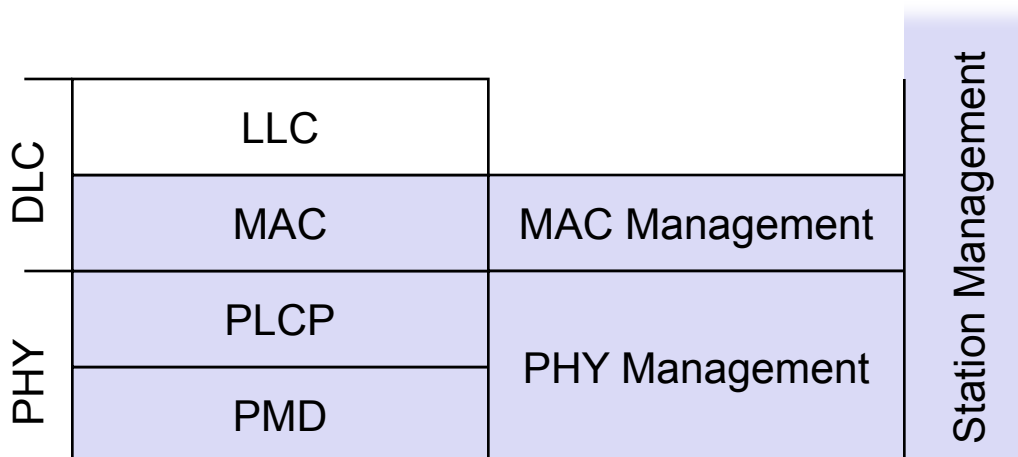 DLC
LLC
MAC
MAC Management
PHY
PLCP
PMD
PHY Management
Station Management